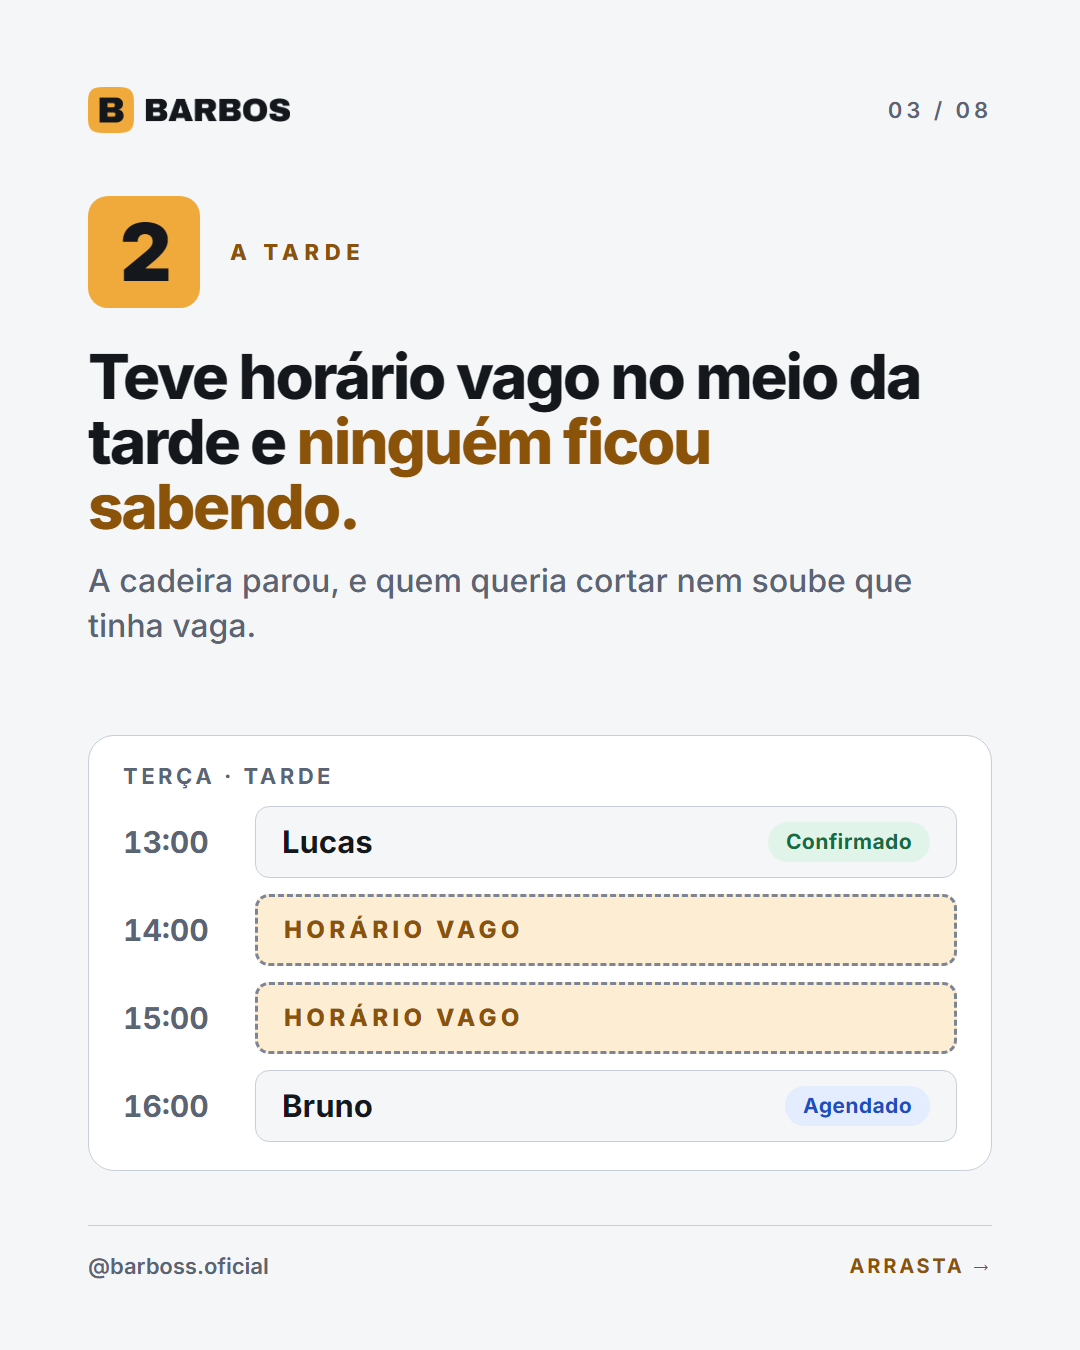 B BARBOS
03 / 08
2
A TARDE
Teve horário vago no meio da
tarde e ninguém ficou
sabendo.
A cadeira parou, e quem queria cortar nem soube que
tinha vaga.
TERÇA · TARDE
13:00 Lucas Confirmado
14:00 HORÁRIO VAGO
15:00 HORÁRIO VAGO
16:00 Bruno Agendado
@barboss.oficial
ARRASTA →